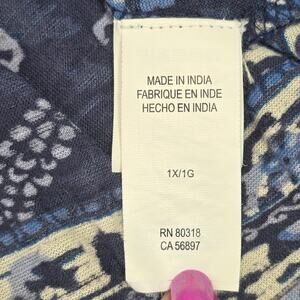 MADE IN INDIA
FABRIQUE EN INDE
HECHO EN INDIA
1X/1G
RN 80318
CA 56897